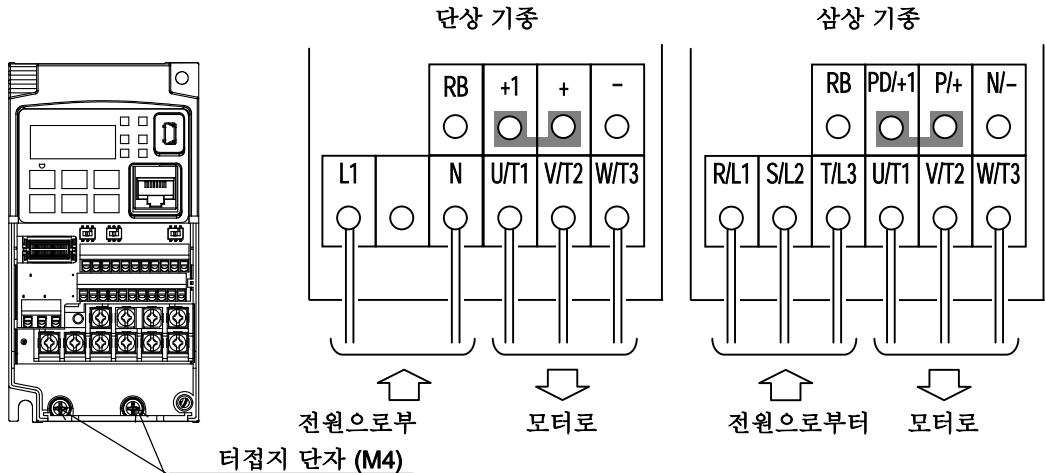 단상 기종
RB +1 + −
L1 N U/T1 V/T2 W/T3
전원으로부
모터로
삼상 기종
RB PD/+1 P/+ N/−
R/L1 S/L2 T/L3 U/T1 V/T2 W/T3
전원으로부터
모터로
터접지 단자 (M4)